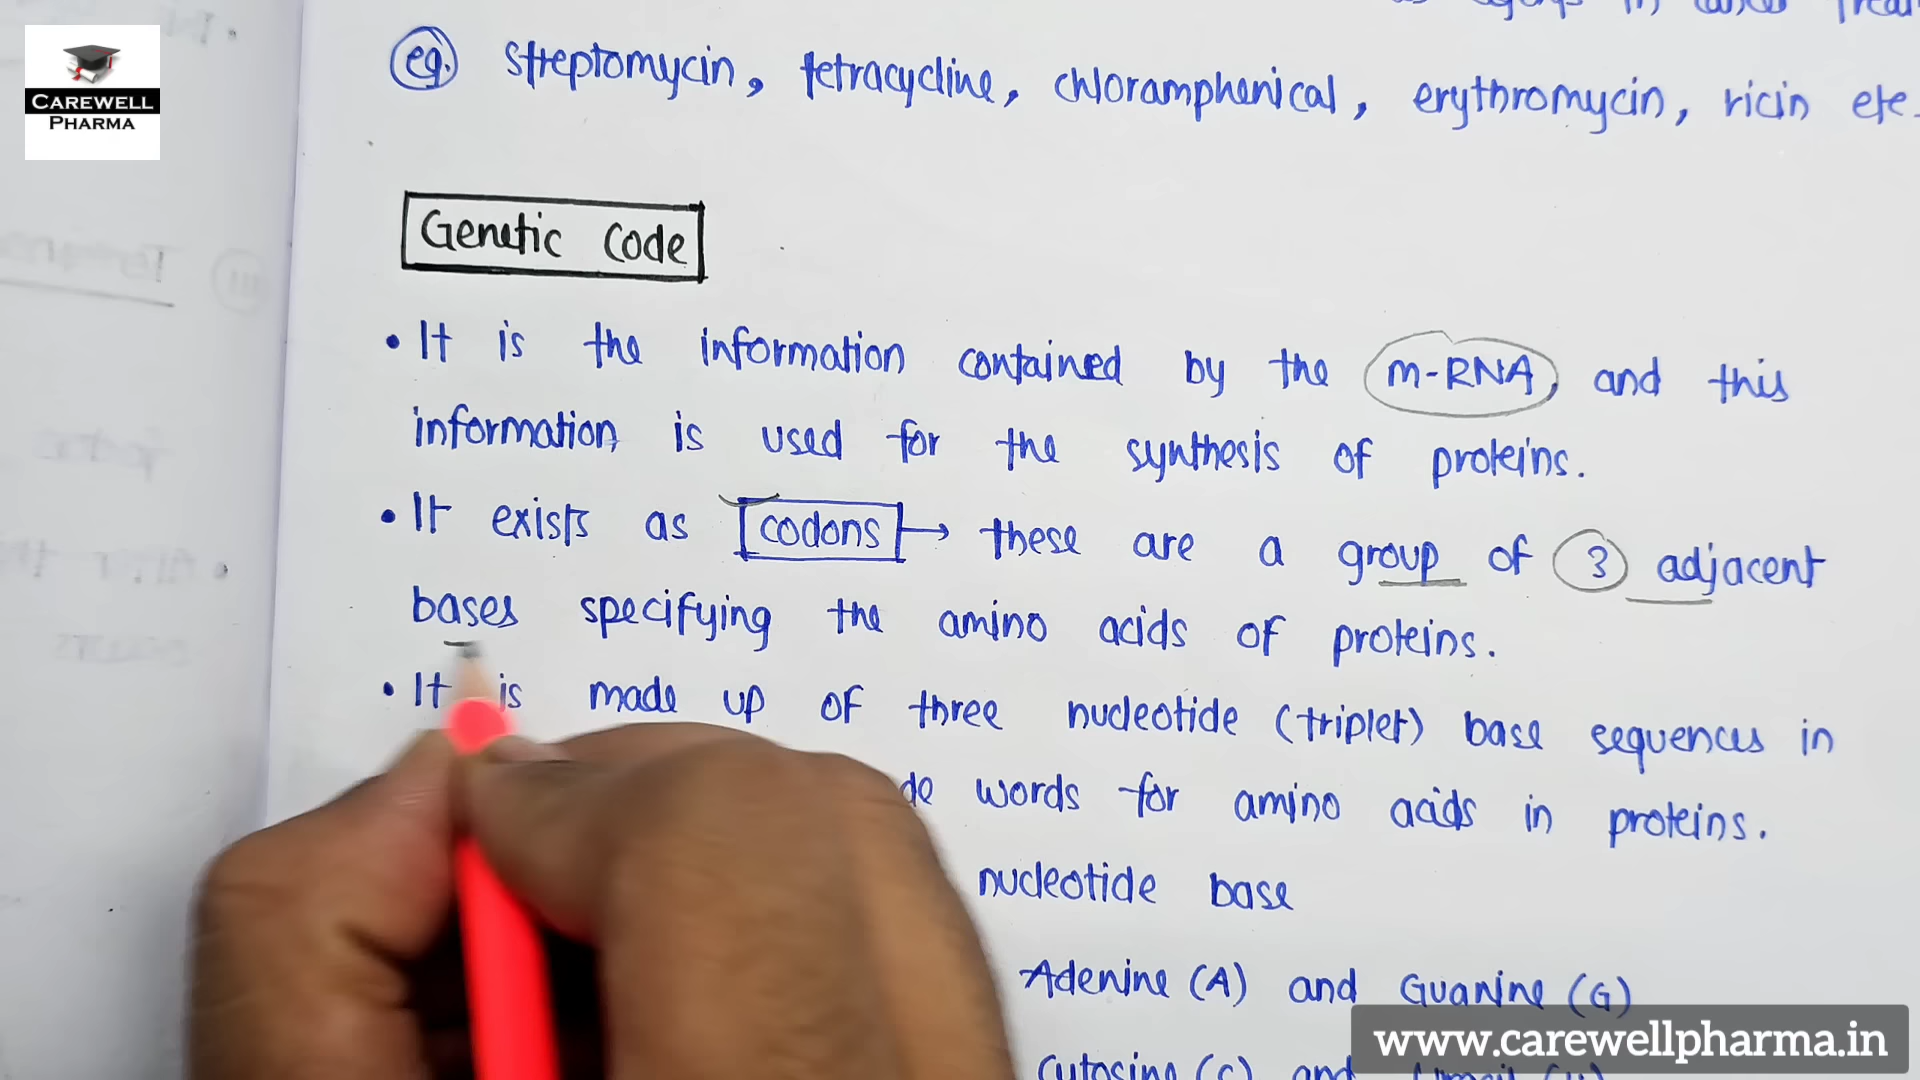 CAREWELL
PHARMA
eg. streptomycin, tetracycline, chloramphenical, erythromycin, ricin etc.
Genetic Code
• It is the information contained by the m-RNA, and this
information is used for the synthesis of proteins.
• It exists as codons → these are a group of 3 adjacent
bases specifying the amino acids of proteins.
• It is made up of three nucleotide (triplet) base sequences in
words for amino acids in proteins.
nucleotide base
Adenine (A) and Guanine (G)
Cytosine (C) and
www.carewellpharma.in